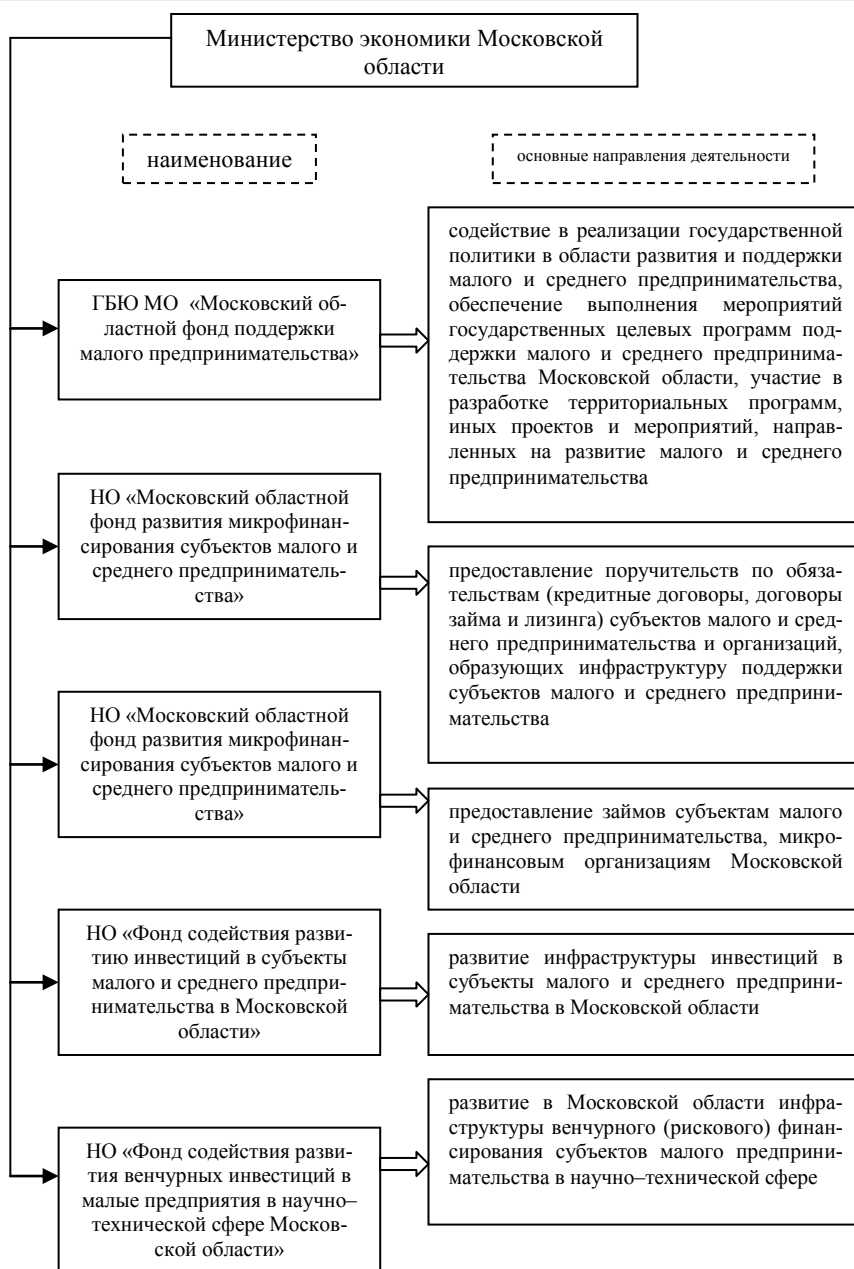 Министерство экономики Московской
области
наименование
основные направления деятельности
ГБЮ МО «Московский об-
ластной фонд поддержки
малого предпринимательства»
содействие в реализации государственной
политики в области развития и поддержки
малого и среднего предпринимательства,
обеспечение выполнения мероприятий
государственных целевых программ под-
держки малого и среднего предпринима-
тельства Московской области, участие в
разработке территориальных программ,
иных проектов и мероприятий, направ-
ленных на развитие малого и среднего
предпринимательства
НО «Московский областной
фонд развития микрофинан-
сирования субъектов малого и
среднего предпринимательс-
ства»
предоставление поручительств по обяза-
тельствам (кредитные договоры, договоры
займа и лизинга) субъектов малого и сред-
него предпринимательства и организаций,
образующих инфраструктуру поддержки
субъектов малого и среднего предприни-
мательства
НО «Московский областной
фонд развития микрофинан-
сирования субъектов малого и
среднего предпринимательс-
ства»
предоставление займов субъектам малого
и среднего предпринимательства, микро-
финансовым организациям Московской
области
НО «Фонд содействия разви-
тию инвестиций в субъекты
малого и среднего предпри-
нимательства в Московской
области»
развитие инфраструктуры инвестиций в
субъекты малого и среднего предприни-
мательства в Московской области
НО «Фонд содействия разви-
тия венчурных инвестиций в
малые предприятия в научно–
технической сфере Москов-
ской области»
развитие в Московской области инфра-
структуры венчурного (рискового) финан-
сирования субъектов малого предприни-
мательства в научно–технической сфере